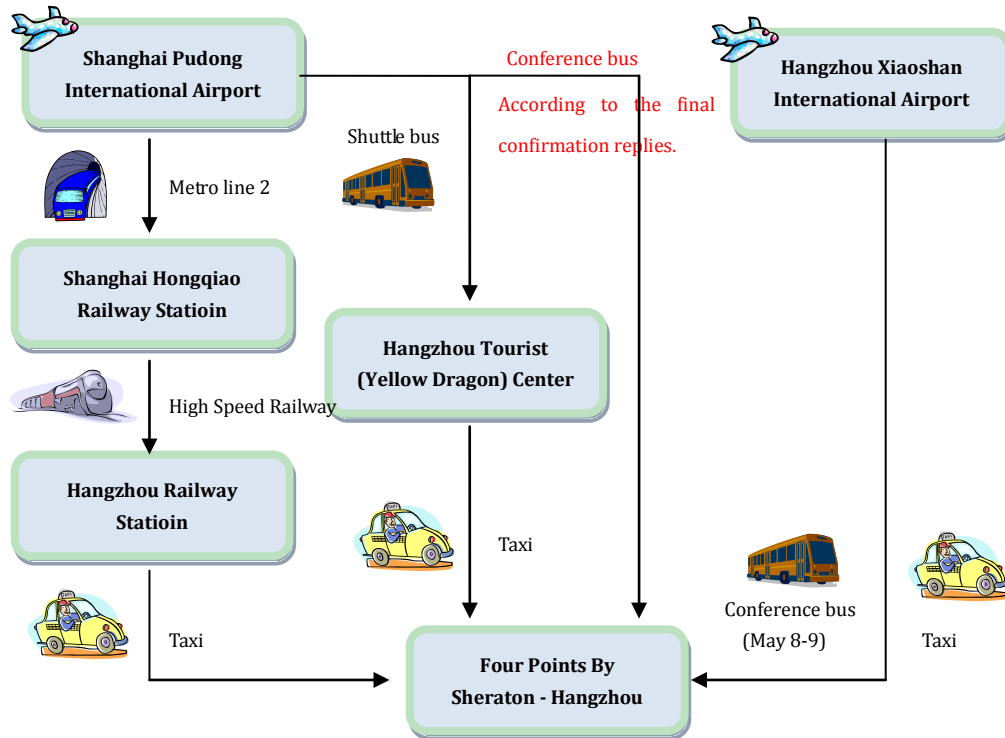 Shanghai Pudong
International Airport
Conference bus
According to the final
confirmation replies.
Hangzhou Xiaoshan
International Airport
Shuttle bus
Metro line 2
Shanghai Hongqiao
Railway Statioin
Hangzhou Tourist
(Yellow Dragon) Center
High Speed Railway
Hangzhou Railway
Statioin
Taxi
Conference bus
(May 8-9)
Taxi
Taxi
Four Points By
Sheraton - Hangzhou